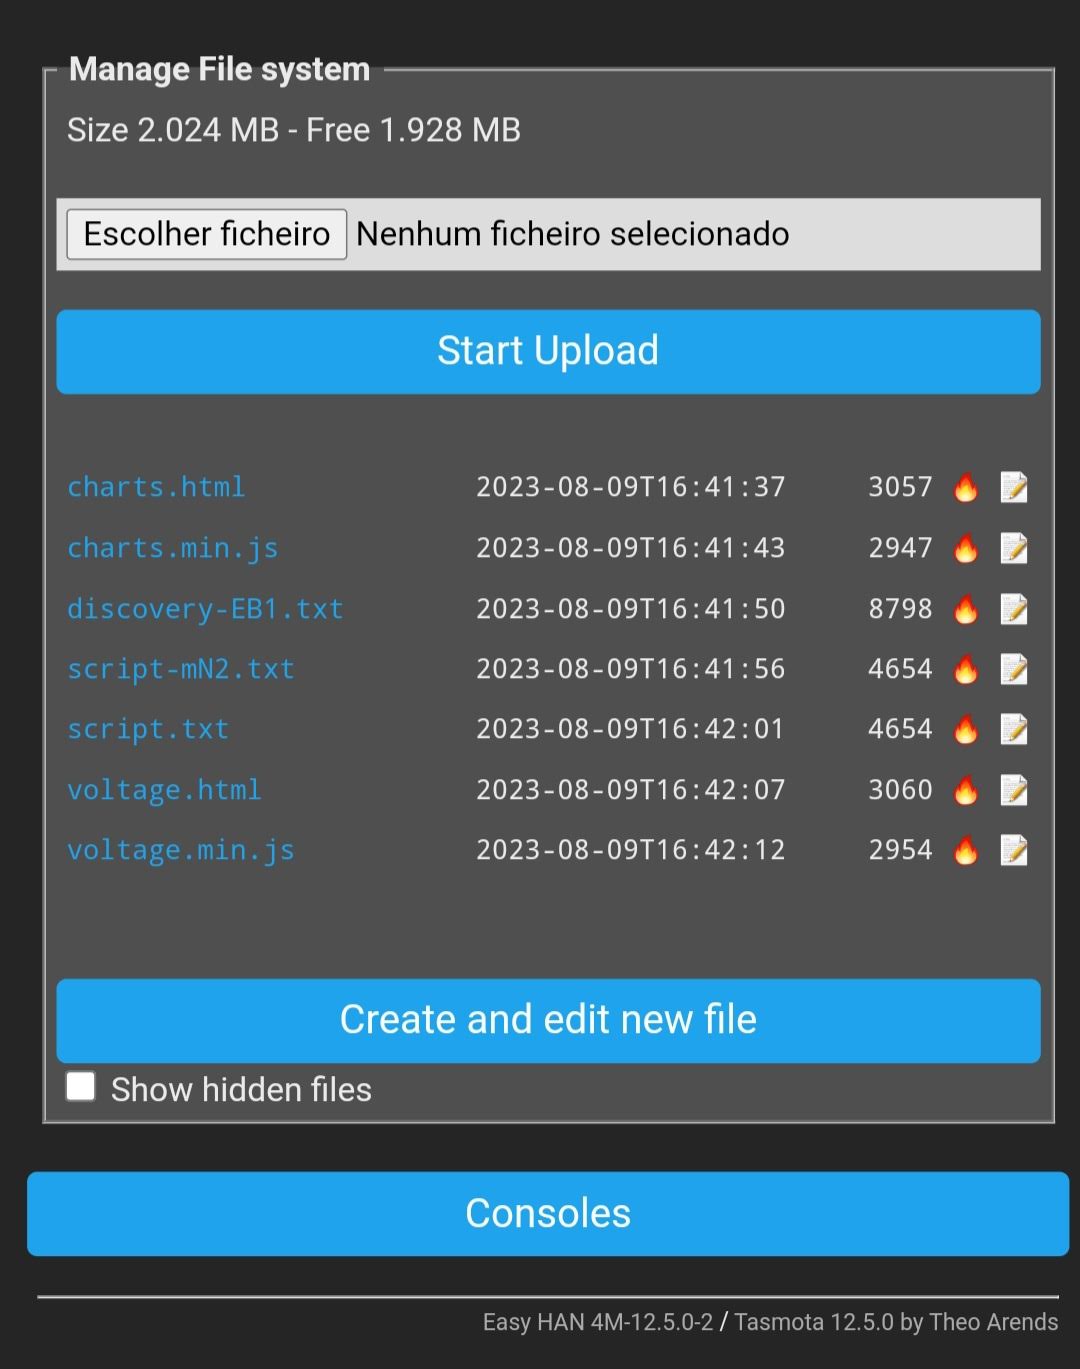 Manage File system
Size 2.024 MB - Free 1.928 MB
Escolher ficheiro Nenhum ficheiro selecionado
Start Upload
charts.html 2023-08-09T16:41:37 3057
charts.min.js 2023-08-09T16:41:43 2947
discovery-EB1.txt 2023-08-09T16:41:50 8798
script-mN2.txt 2023-08-09T16:41:56 4654
script.txt 2023-08-09T16:42:01 4654
voltage.html 2023-08-09T16:42:07 3060
voltage.min.js 2023-08-09T16:42:12 2954
Create and edit new file
Show hidden files
Consoles
Easy HAN 4M-12.5.0-2 / Tasmota 12.5.0 by Theo Arends